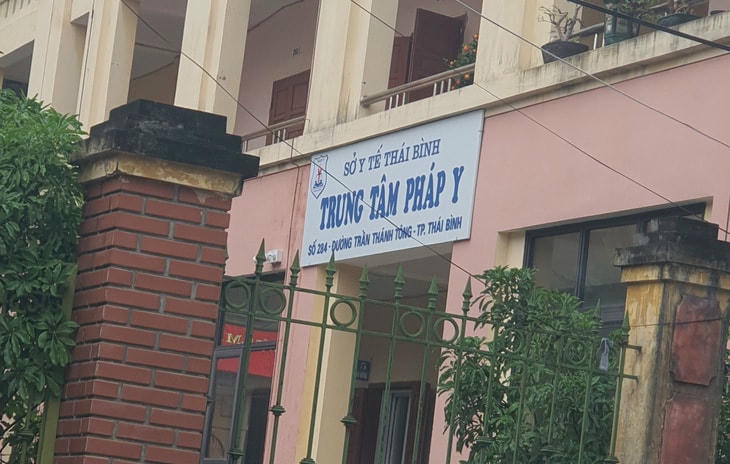 SỞ Y TẾ THÁI BÌNH
TRUNG TÂM PHÁP Y
SỐ 284 - ĐƯỜNG TRẦN THÁNH TÔNG - TP. THÁI BÌNH